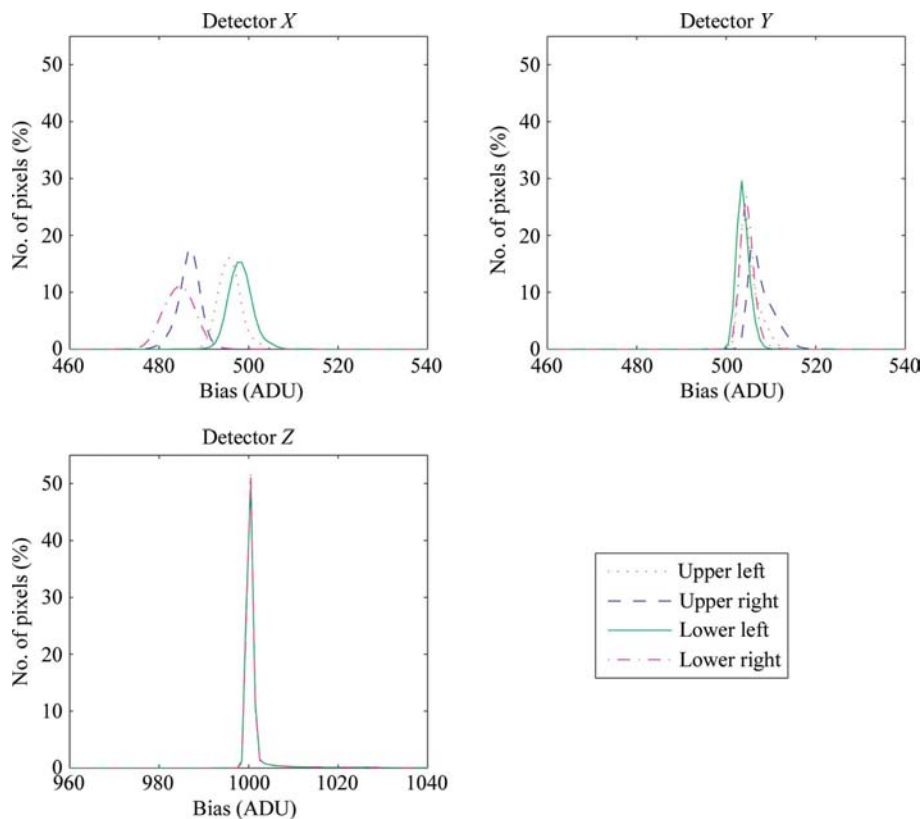 Detector X
50
40
30
20
10
0
No. of pixels (%)
460 480 500 520 540
Bias (ADU)
Detector Y
50
40
30
20
10
0
No. of pixels (%)
460 480 500 520 540
Bias (ADU)
Detector Z
50
40
30
20
10
0
No. of pixels (%)
960 980 1000 1020 1040
Bias (ADU)
Upper left
Upper right
Lower left
Lower right